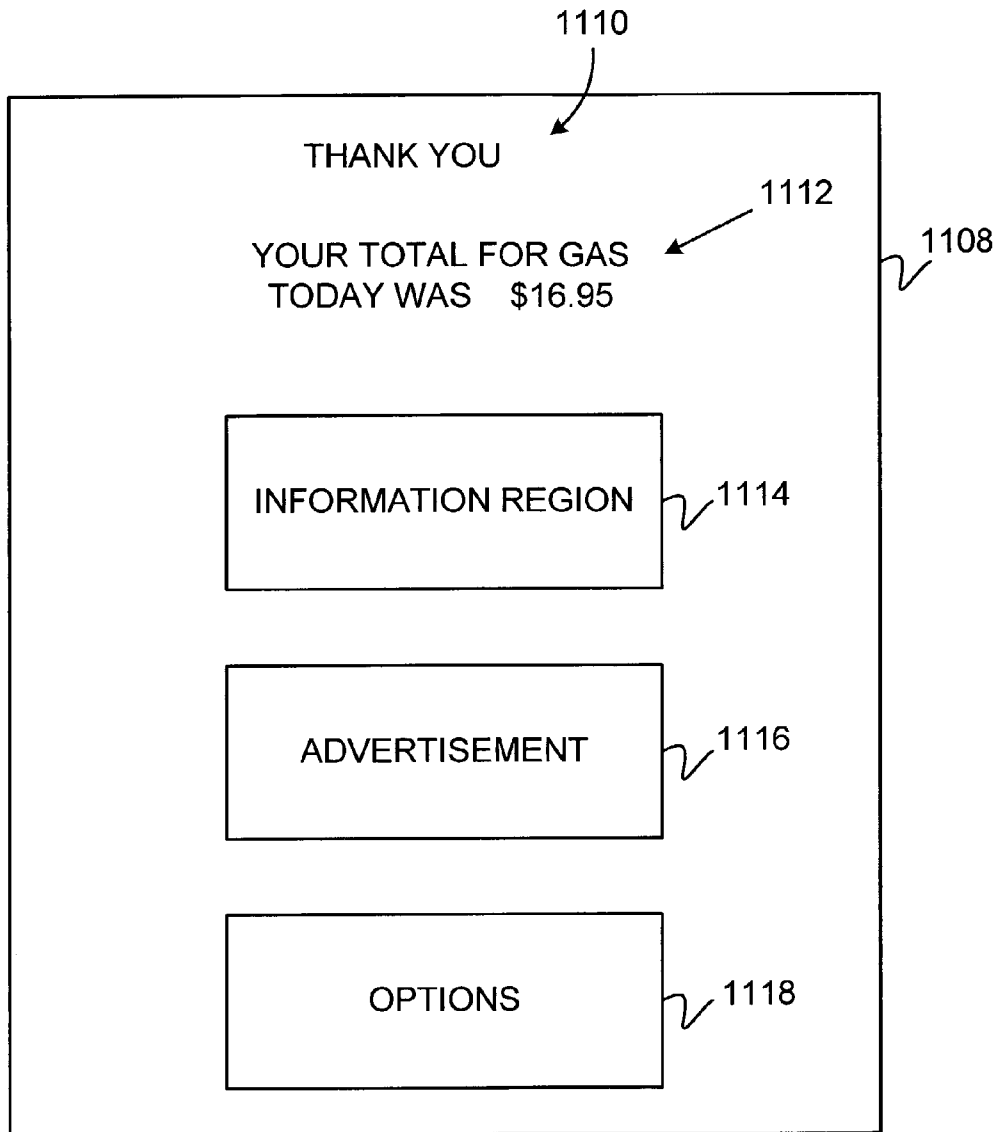 1110
THANK YOU
1112
YOUR TOTAL FOR GAS
TODAY WAS $16.95
1108
INFORMATION REGION
1114
ADVERTISEMENT
1116
OPTIONS
1118